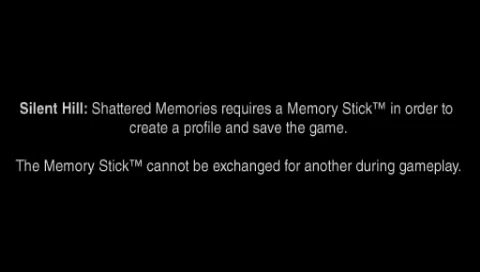 Silent Hill: Shattered Memories requires a Memory Stick™ in order to
create a profile and save the game.
The Memory Stick™ cannot be exchanged for another during gameplay.